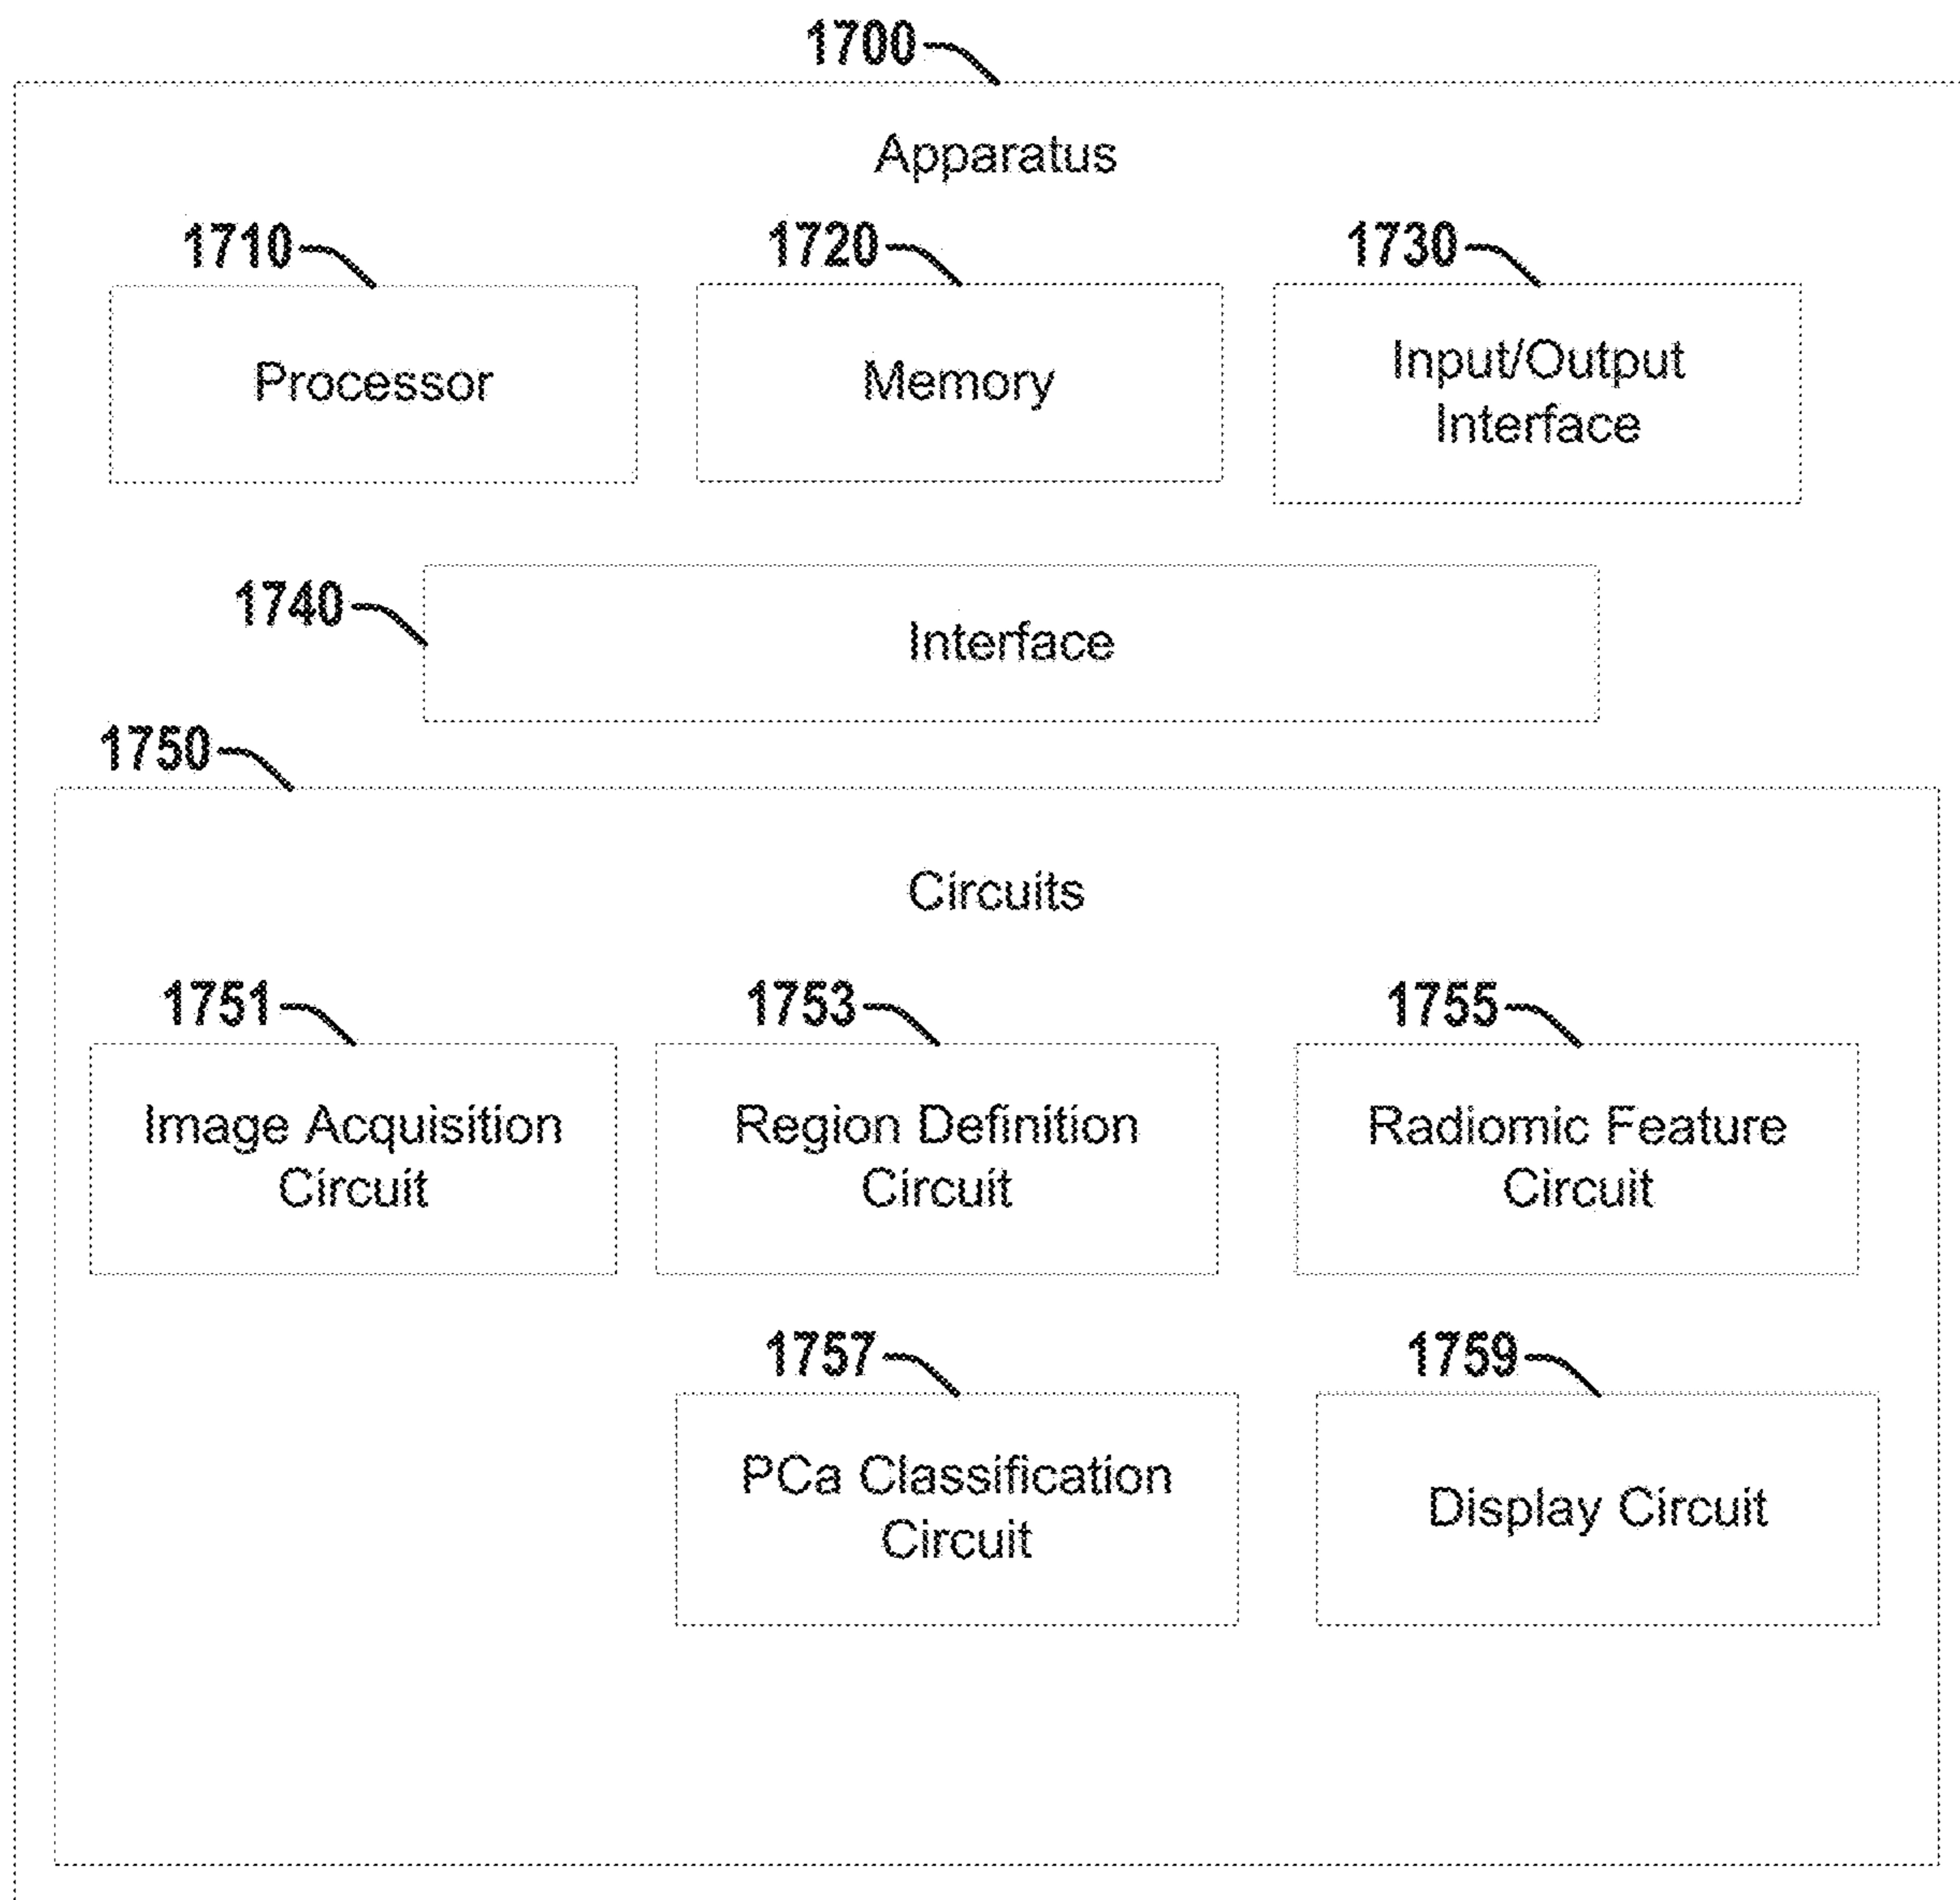 1700
Apparatus
1710
1720
1730
Processor
Memory
Input/Output
Interface
1740
Interface
1750
Circuits
1751
1753
1755
Image Acquisition
Circuit
Region Definition
Circuit
Radiomic Feature
Circuit
1757
1759
PCa Classification
Circuit
Display Circuit